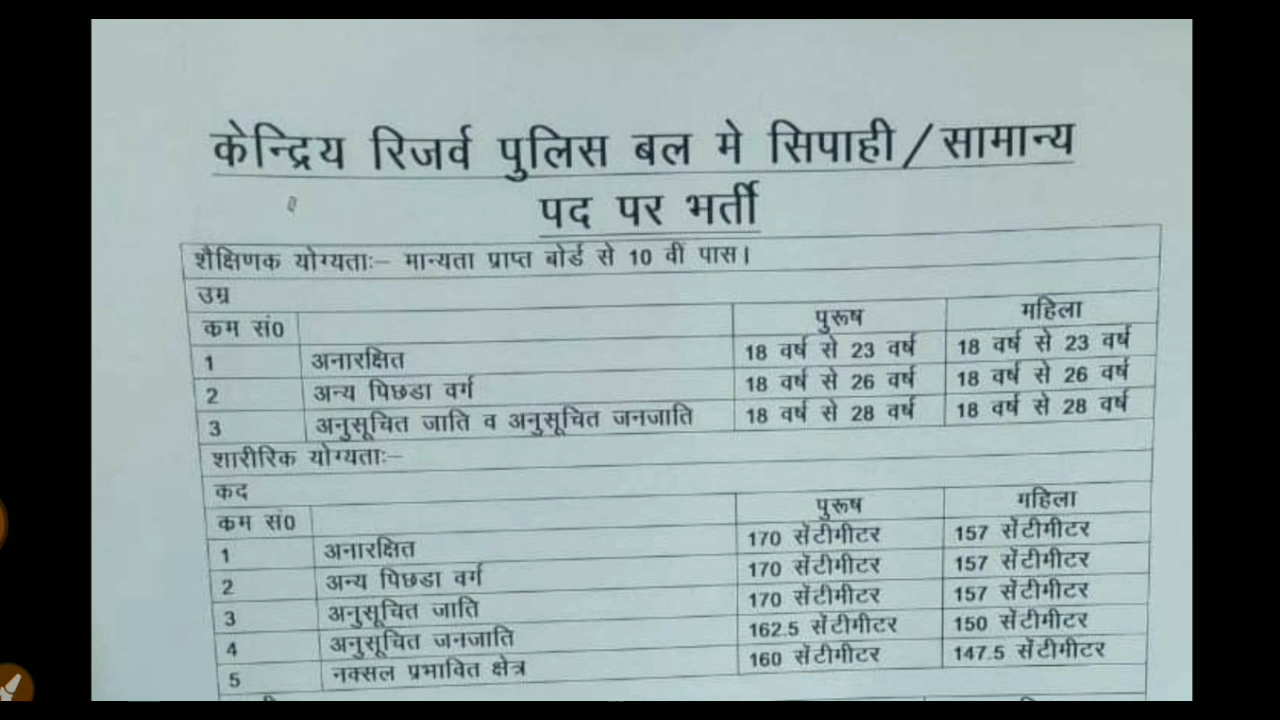 केन्द्रिय रिजर्व पुलिस बल मे सिपाही/सामान्य
पद पर भर्ती
शैक्षिणक योग्यताः– मान्यता प्राप्त बोर्ड से 10 वीं पास।
उम्र
कम सं0 पुरूष महिला
1 अनारक्षित 18 वर्ष से 23 वर्ष 18 वर्ष से 23 वर्ष
2 अन्य पिछडा वर्ग 18 वर्ष से 26 वर्ष 18 वर्ष से 26 वर्ष
3 अनुसूचित जाति व अनुसूचित जनजाति 18 वर्ष से 28 वर्ष 18 वर्ष से 28 वर्ष
शारीरिक योग्यताः–
कद
कम सं0 पुरूष महिला
1 अनारक्षित 170 सेंटीमीटर 157 सेंटीमीटर
2 अन्य पिछडा वर्ग 170 सेंटीमीटर 157 सेंटीमीटर
3 अनुसूचित जाति 170 सेंटीमीटर 157 सेंटीमीटर
4 अनुसूचित जनजाति 162.5 सेंटीमीटर 150 सेंटीमीटर
5 नक्सल प्रभावित क्षेत्र 160 सेंटीमीटर 147.5 सेंटीमीटर